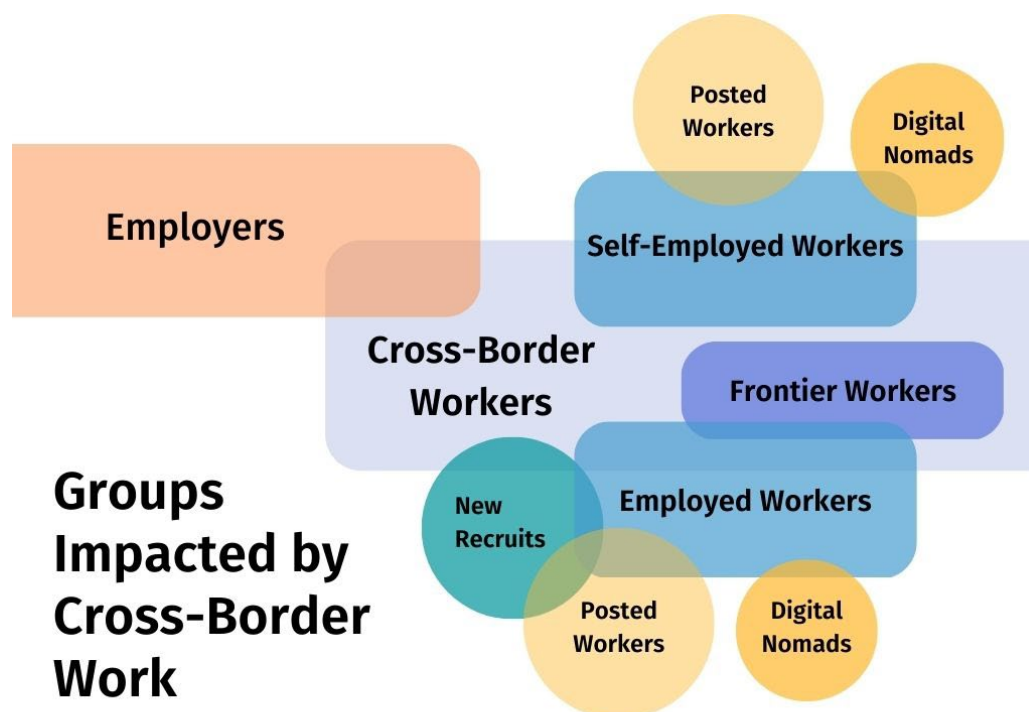 Posted
Workers
Digital
Nomads
Employers
Self-Employed Workers
Cross-Border
Workers
Frontier Workers
Groups
Impacted by
Cross-Border
Work
New
Recruits
Employed Workers
Posted
Workers
Digital
Nomads